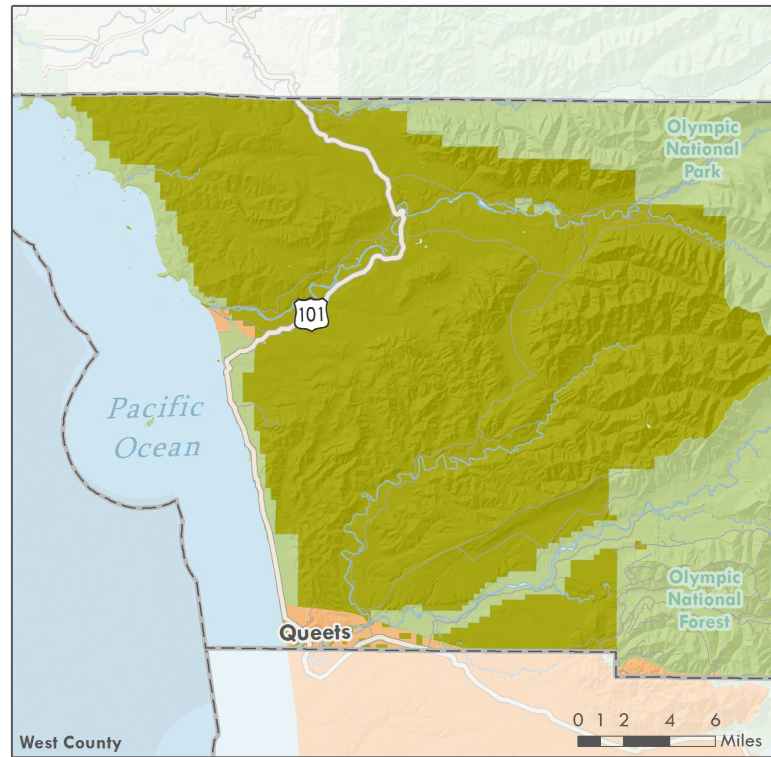 Olympic
National
Park
101
Pacific
Ocean
Olympic
National
Forest
Queets
West County
0 1 2 4 6
Miles